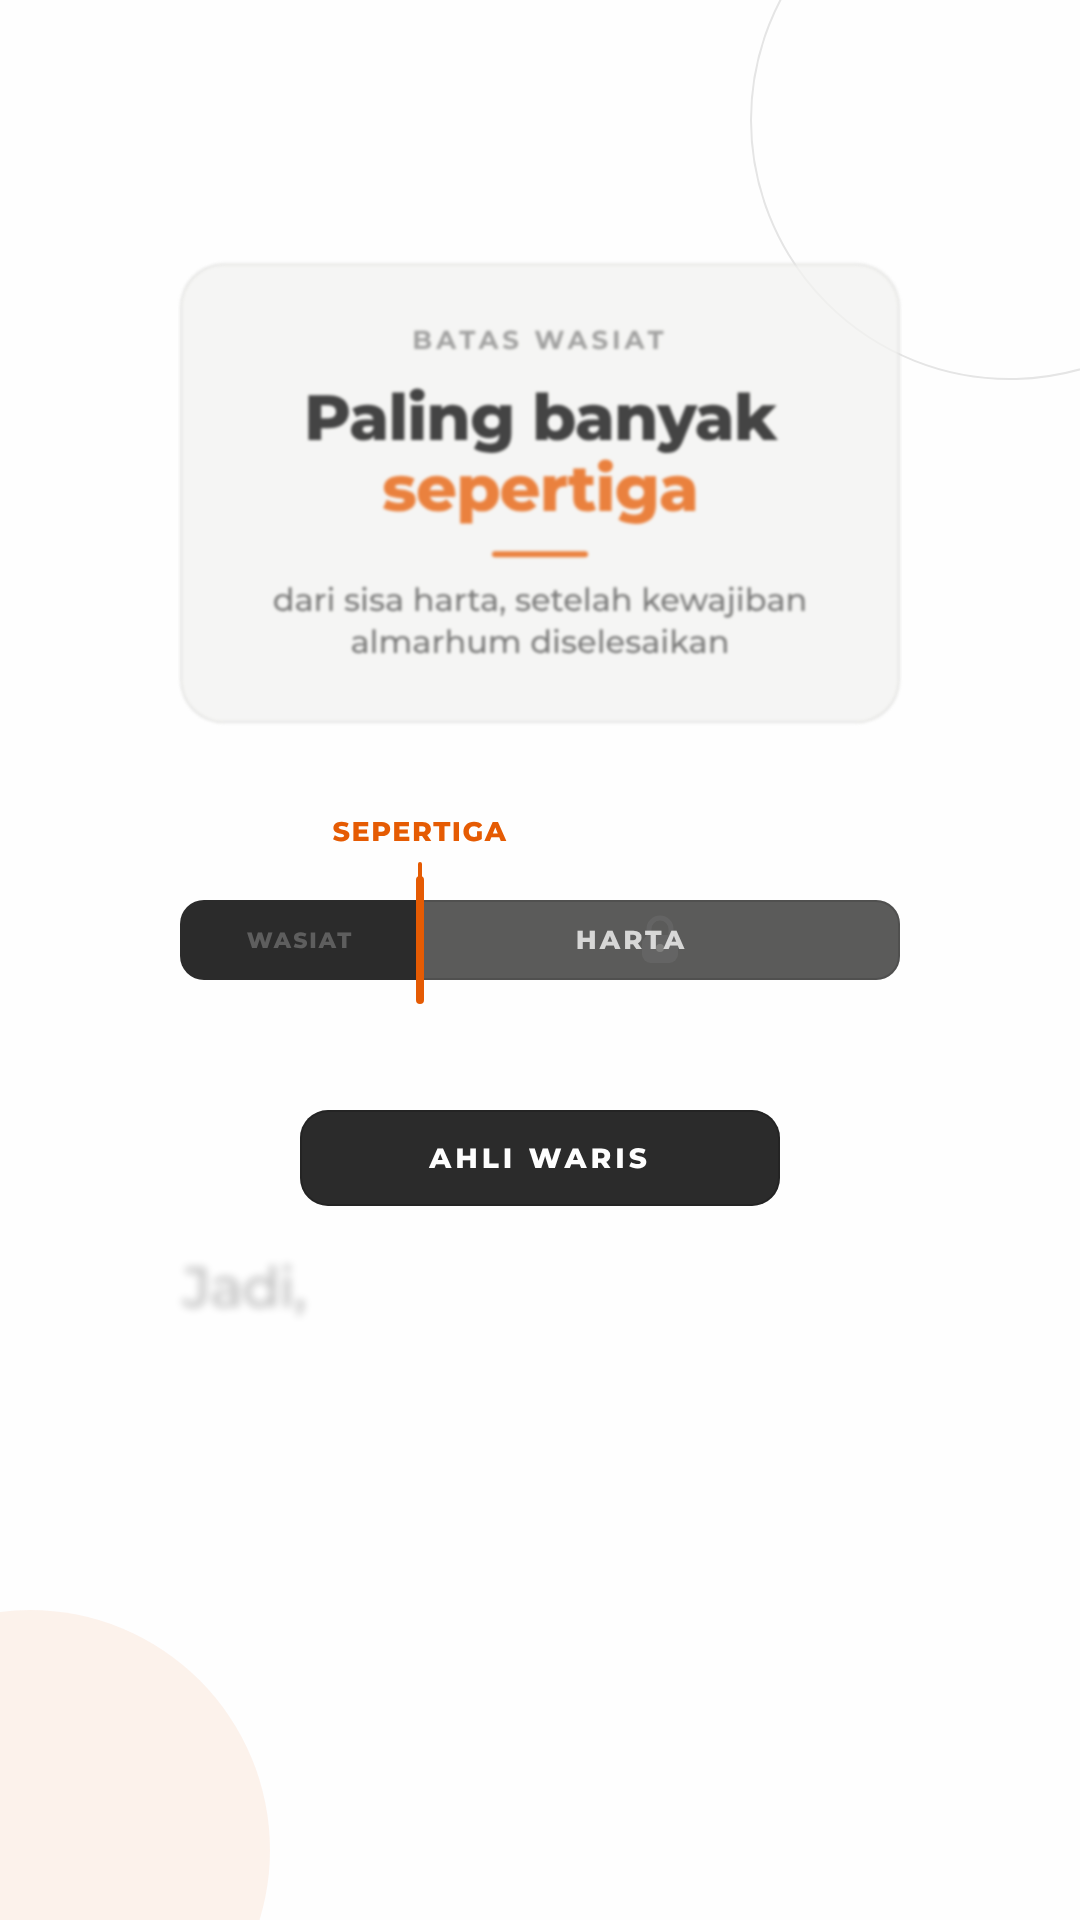 BATAS WASIAT
Paling banyak
sepertiga
dari sisa harta, setelah kewajiban
almarhum diselesaikan
SEPERTIGA
WASIAT
HARTA
AHLI WARIS
Jadi,